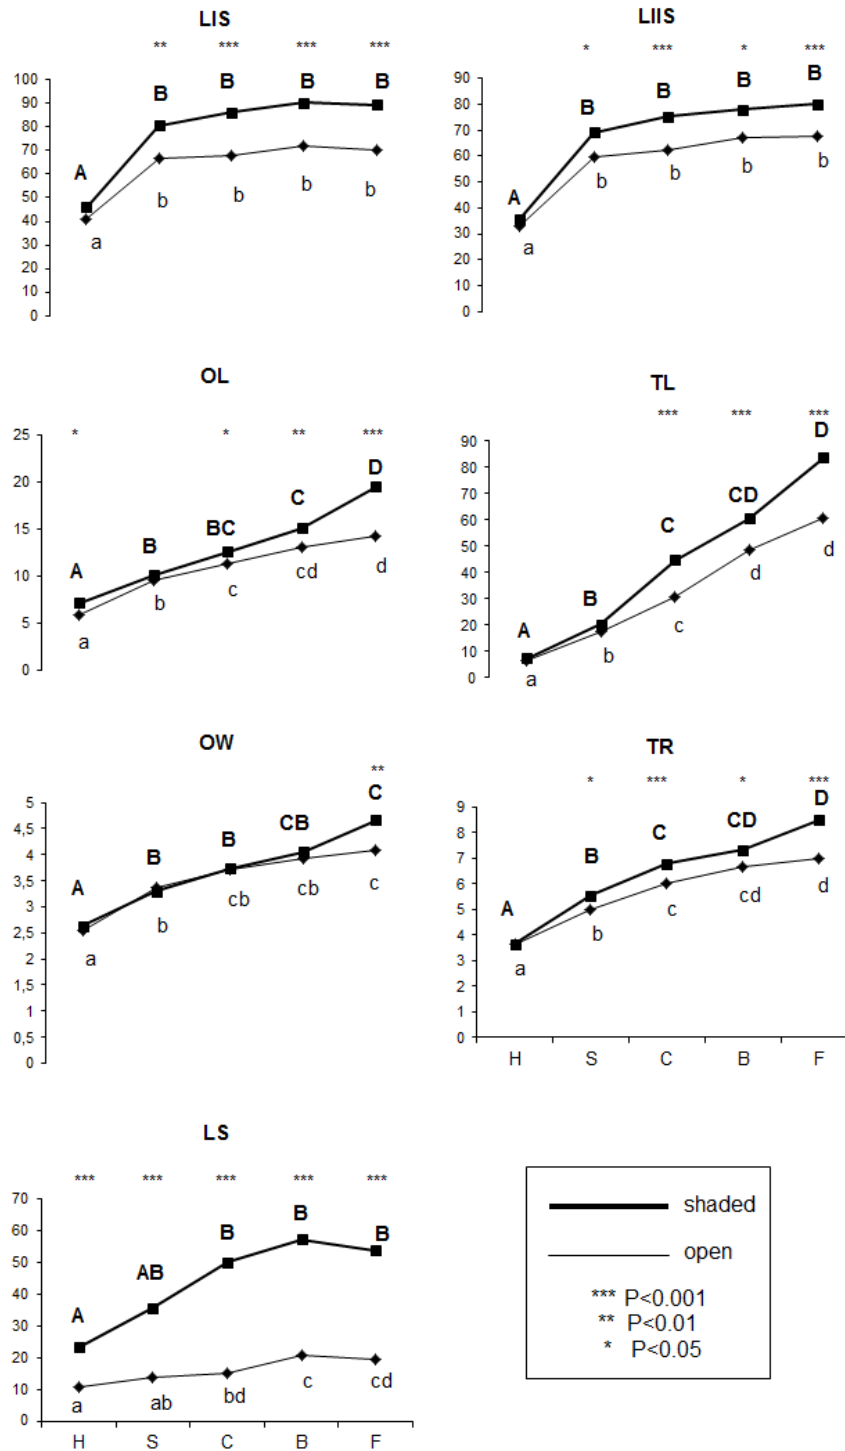 LIS
** *** *** ***
100
90
80
70
60
50
40
30
20
10
0
A B B B B
a b b b b
LIIS
* *** * ***
90
80
70
60
50
40
30
20
10
0
A B B B B
a b b b b
OL
* * ** ***
25
20
15
10
5
0
A B BC C D
a b c cd d
TL
*** *** ***
90
80
70
60
50
40
30
20
10
0
A B C CD D
a b c d d
OW
**
5
4,5
4
3,5
3
2,5
2
1,5
1
0,5
0
A B B CB C
a b cb cb c
TR
* *** * ***
9
8
7
6
5
4
3
2
1
0
A B C CD D
a b c cd d
H S C B F
LS
*** *** *** *** ***
70
60
50
40
30
20
10
0
A AB B B B
a ab bd c cd
H S C B F
shaded
open
*** P<0.001
** P<0.01
* P<0.05